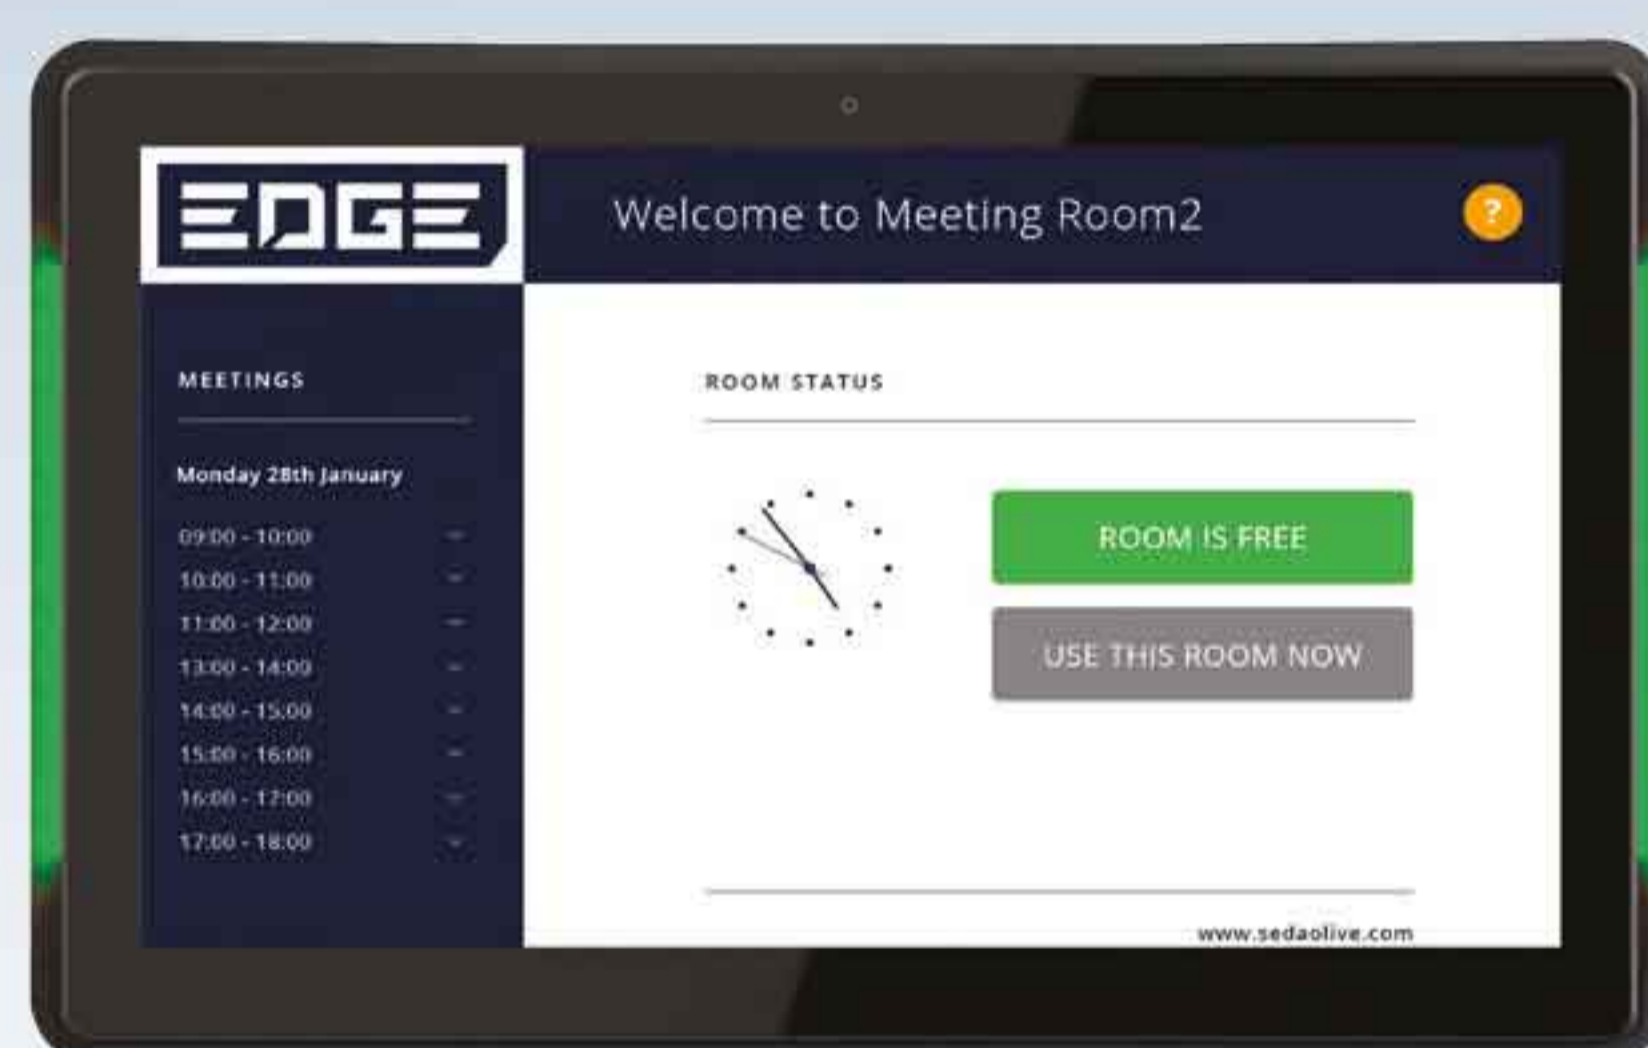 EDGE
Welcome to Meeting Room2
?
MEETINGS
Monday 28th January
09:00 - 10:00 -
10:00 - 11:00 -
11:00 - 12:00 -
13:00 - 14:00 -
14:00 - 15:00 -
15:00 - 16:00 -
16:00 - 17:00 -
17:00 - 18:00 -
ROOM STATUS
ROOM IS FREE
USE THIS ROOM NOW
www.sedaolive.com